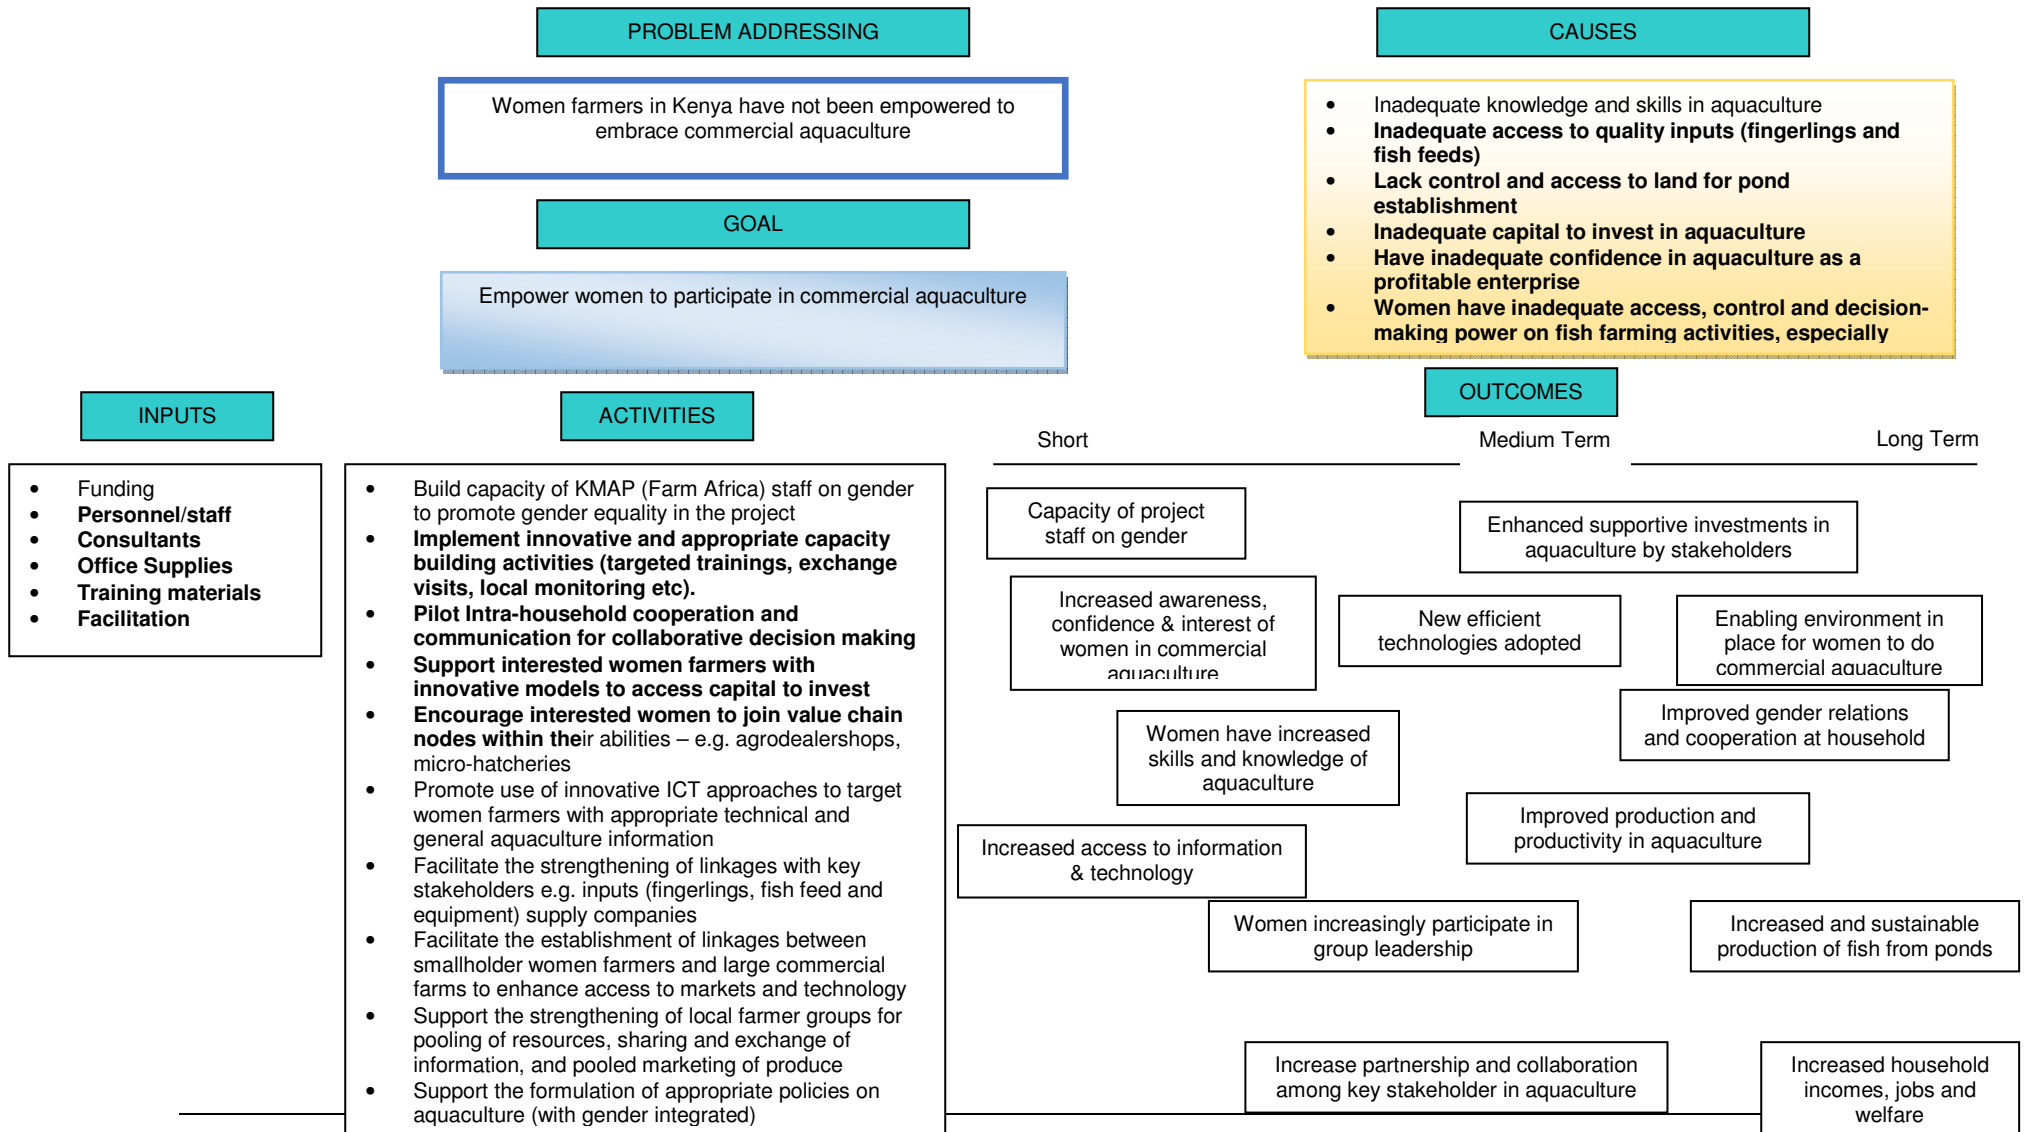 PROBLEM ADDRESSING
Women farmers in Kenya have not been empowered to
embrace commercial aquaculture
GOAL
Empower women to participate in commercial aquaculture
CAUSES
• Inadequate knowledge and skills in aquaculture
• Inadequate access to quality inputs (fingerlings and
fish feeds)
• Lack control and access to land for pond
establishment
• Inadequate capital to invest in aquaculture
• Have inadequate confidence in aquaculture as a
profitable enterprise
• Women have inadequate access, control and decision-
making power on fish farming activities, especially
INPUTS
• Funding
• Personnel/staff
• Consultants
• Office Supplies
• Training materials
• Facilitation
ACTIVITIES
• Build capacity of KMAP (Farm Africa) staff on gender
to promote gender equality in the project
• Implement innovative and appropriate capacity
building activities (targeted trainings, exchange
visits, local monitoring etc).
• Pilot Intra-household cooperation and
communication for collaborative decision making
• Support interested women farmers with
innovative models to access capital to invest
• Encourage interested women to join value chain
nodes within their abilities – e.g. agrodealershops,
micro-hatcheries
• Promote use of innovative ICT approaches to target
women farmers with appropriate technical and
general aquaculture information
• Facilitate the strengthening of linkages with key
stakeholders e.g. inputs (fingerlings, fish feed and
equipment) supply companies
• Facilitate the establishment of linkages between
smallholder women farmers and large commercial
farms to enhance access to markets and technology
• Support the strengthening of local farmer groups for
pooling of resources, sharing and exchange of
information, and pooled marketing of produce
• Support the formulation of appropriate policies on
aquaculture (with gender integrated)
OUTCOMES
Short
Medium Term
Long Term
Capacity of project
staff on gender
Enhanced supportive investments in
aquaculture by stakeholders
Increased awareness,
confidence & interest of
women in commercial
aquaculture
New efficient
technologies adopted
Enabling environment in
place for women to do
commercial aquaculture
Improved gender relations
and cooperation at household
Women have increased
skills and knowledge of
aquaculture
Improved production and
productivity in aquaculture
Increased access to information
& technology
Women increasingly participate in
group leadership
Increased and sustainable
production of fish from ponds
Increase partnership and collaboration
among key stakeholder in aquaculture
Increased household
incomes, jobs and
welfare